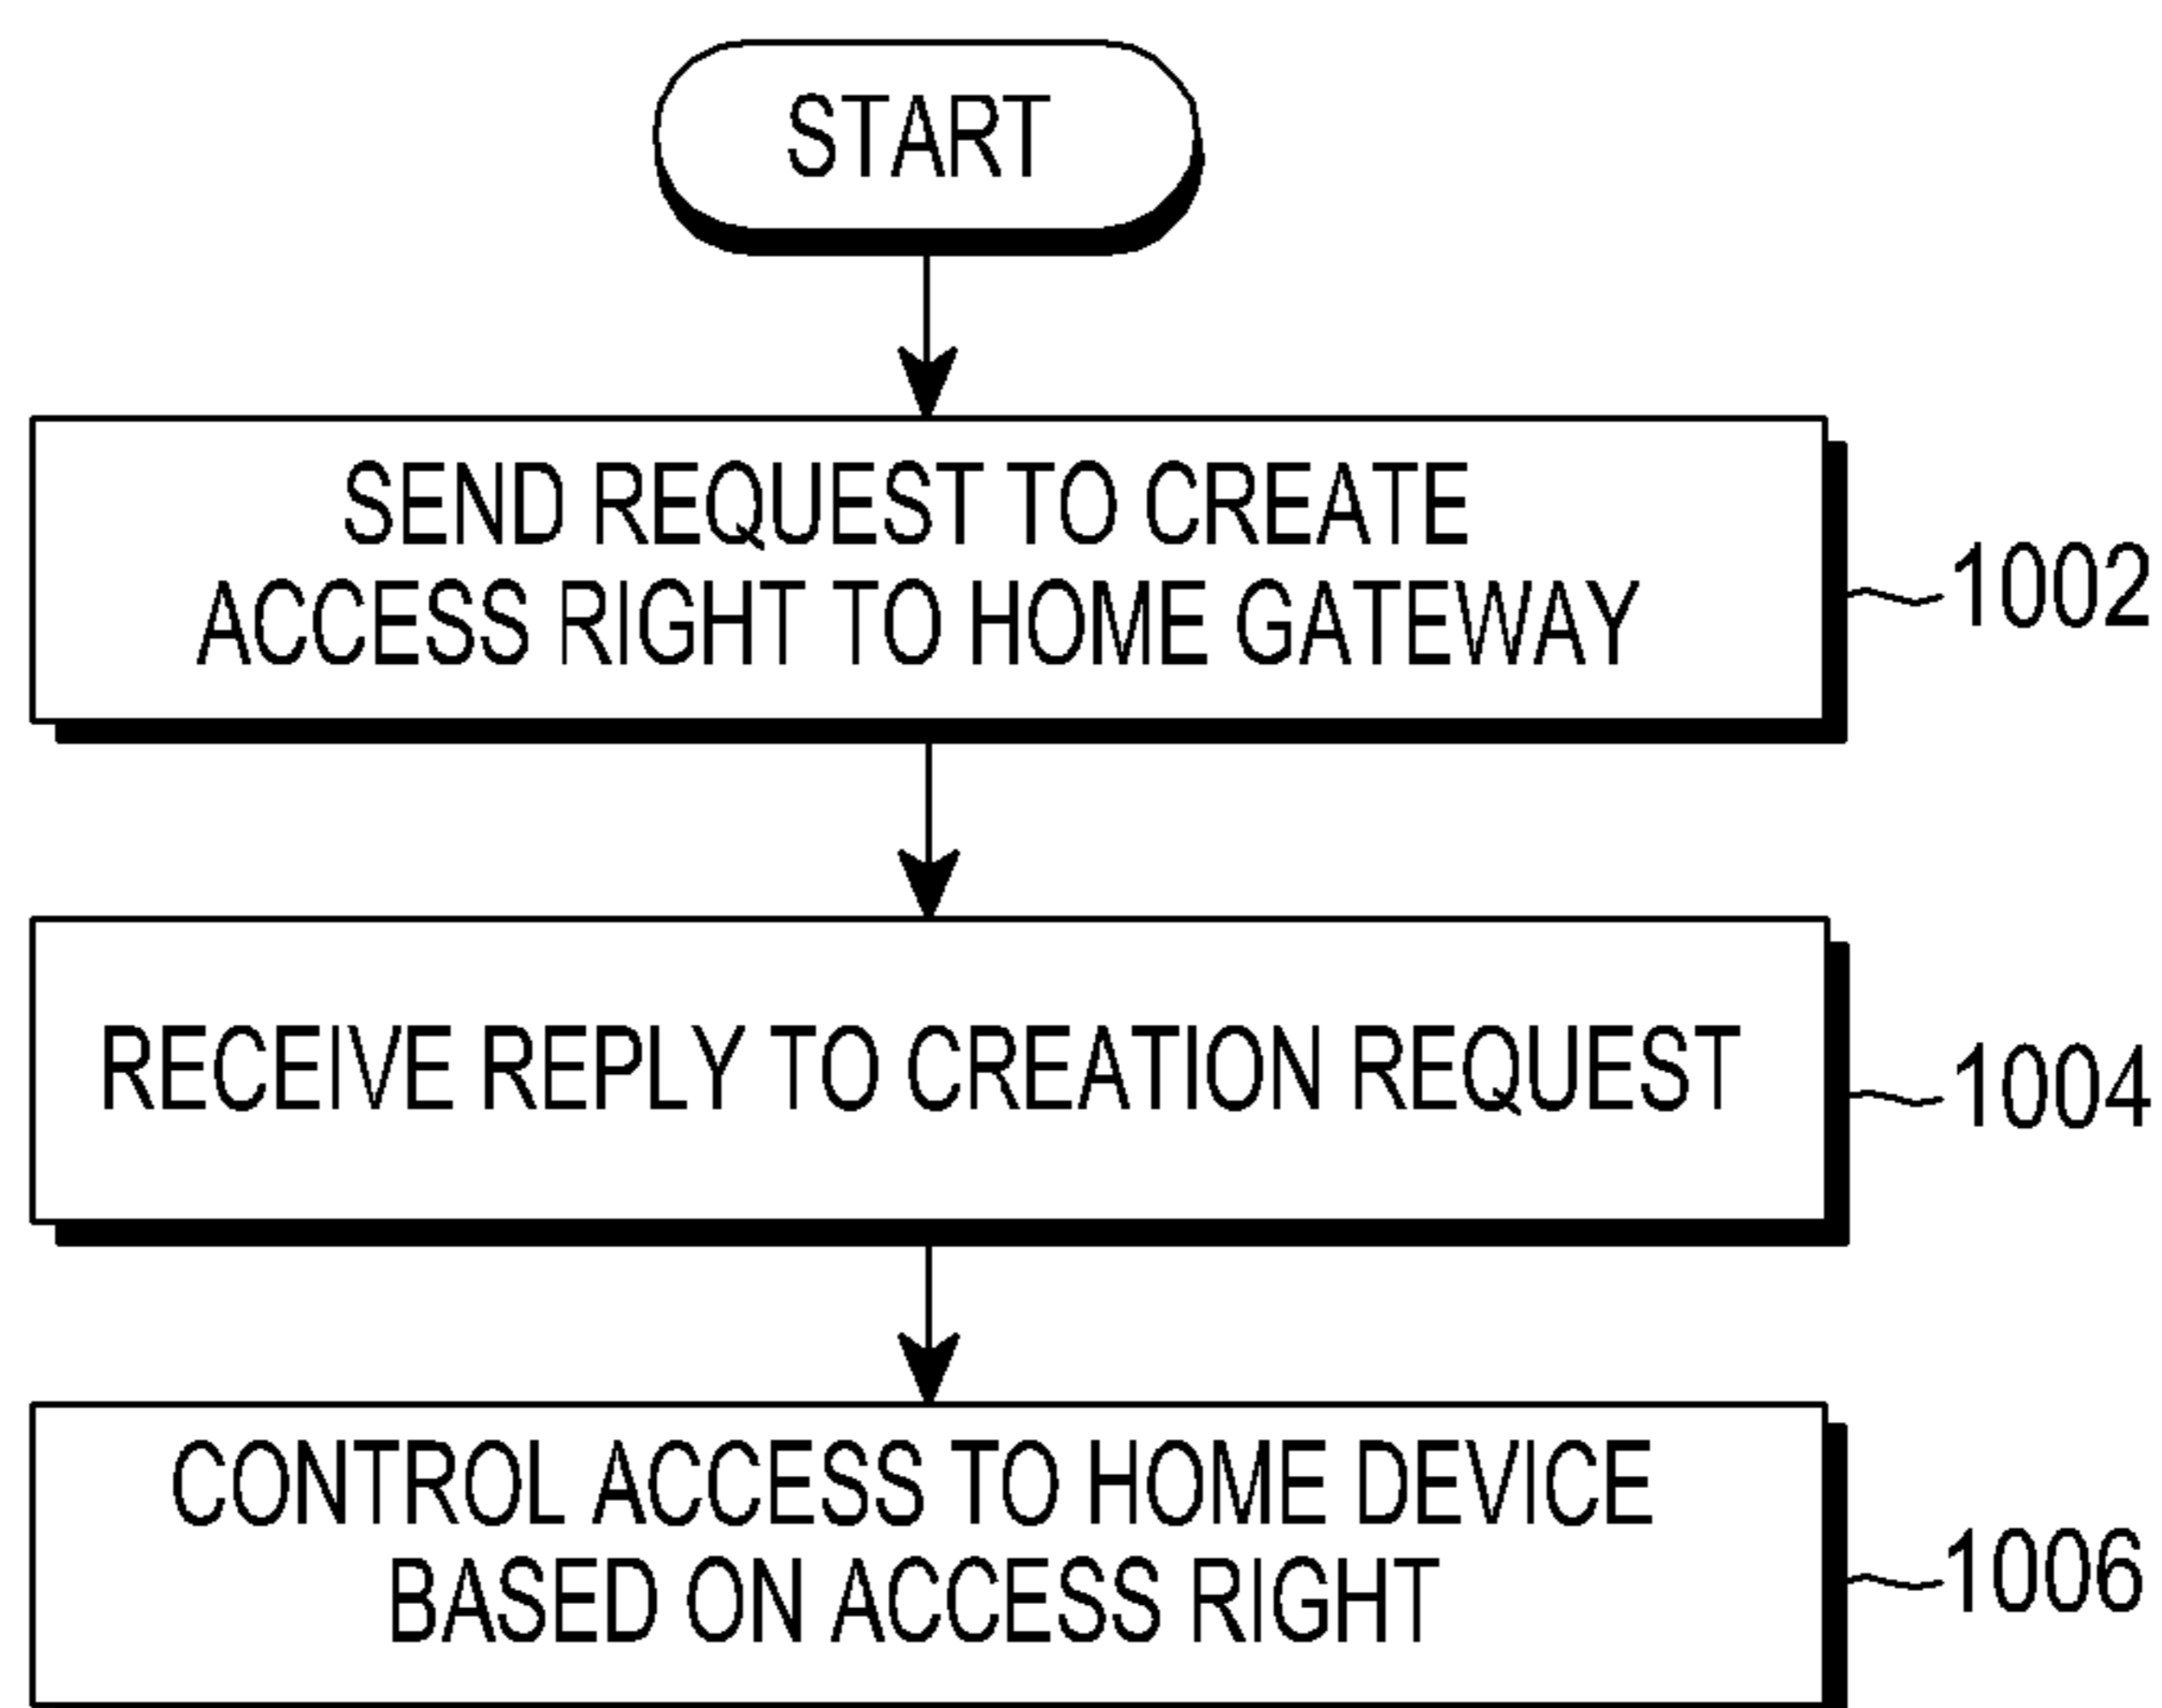 START
SEND REQUEST TO CREATE
ACCESS RIGHT TO HOME GATEWAY
1002
RECEIVE REPLY TO CREATION REQUEST
1004
CONTROL ACCESS TO HOME DEVICE
BASED ON ACCESS RIGHT
1006